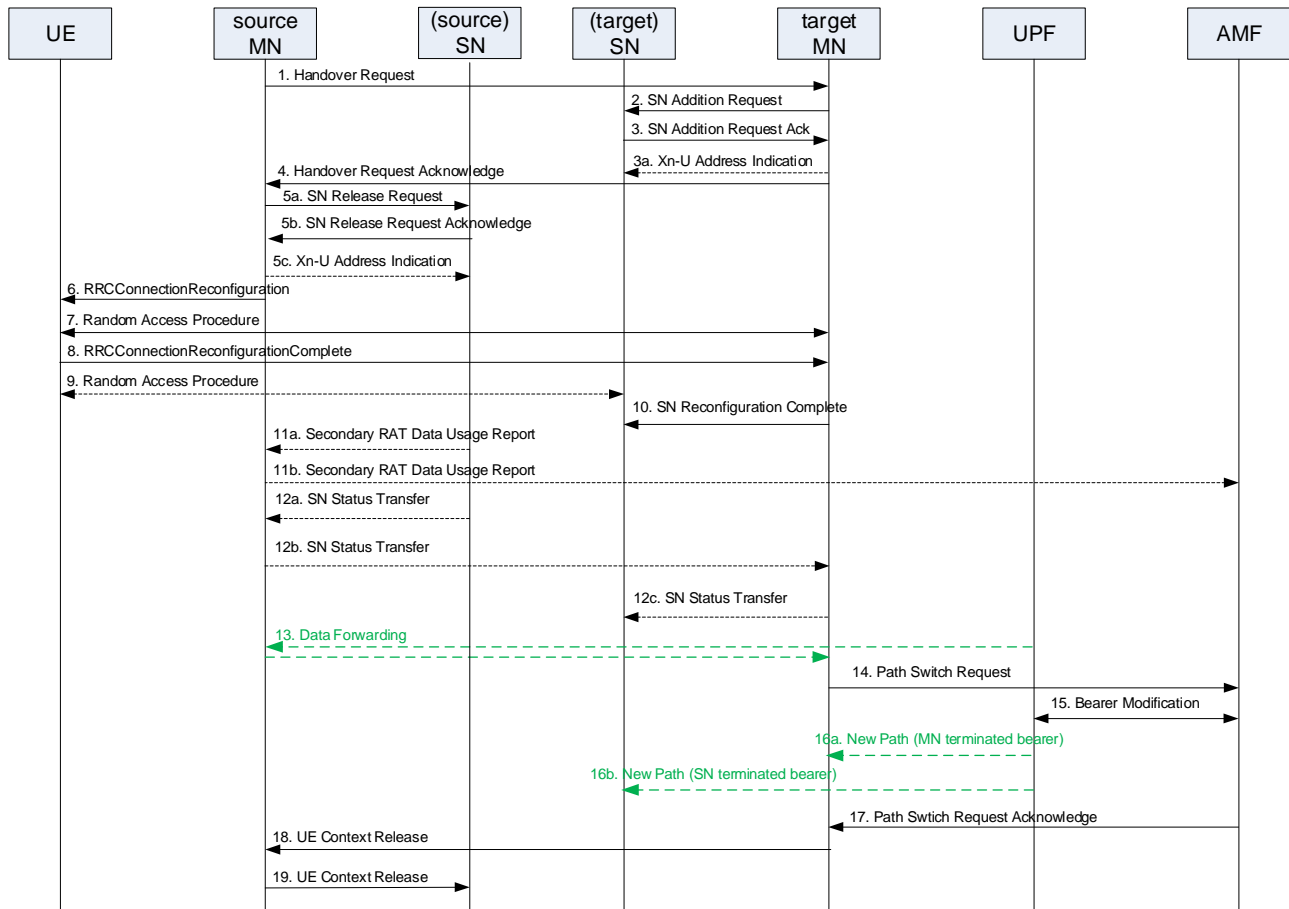 UE
source
MN
(source)
SN
(target)
SN
target
MN
UPF
AMF
1. Handover Request
2. SN Addition Request
3. SN Addition Request Ack
3a. Xn-U Address Indication
4. Handover Request Acknowledge
5a. SN Release Request
5b. SN Release Request Acknowledge
5c. Xn-U Address Indication
6. RRCConnectionReconfiguration
7. Random Access Procedure
8. RRCConnectionReconfigurationComplete
9. Random Access Procedure
10. SN Reconfiguration Complete
11a. Secondary RAT Data Usage Report
11b. Secondary RAT Data Usage Report
12a. SN Status Transfer
12b. SN Status Transfer
12c. SN Status Transfer
13. Data Forwarding
14. Path Switch Request
15. Bearer Modification
16a. New Path (MN terminated bearer)
16b. New Path (SN terminated bearer)
17. Path Swtich Request Acknowledge
18. UE Context Release
19. UE Context Release